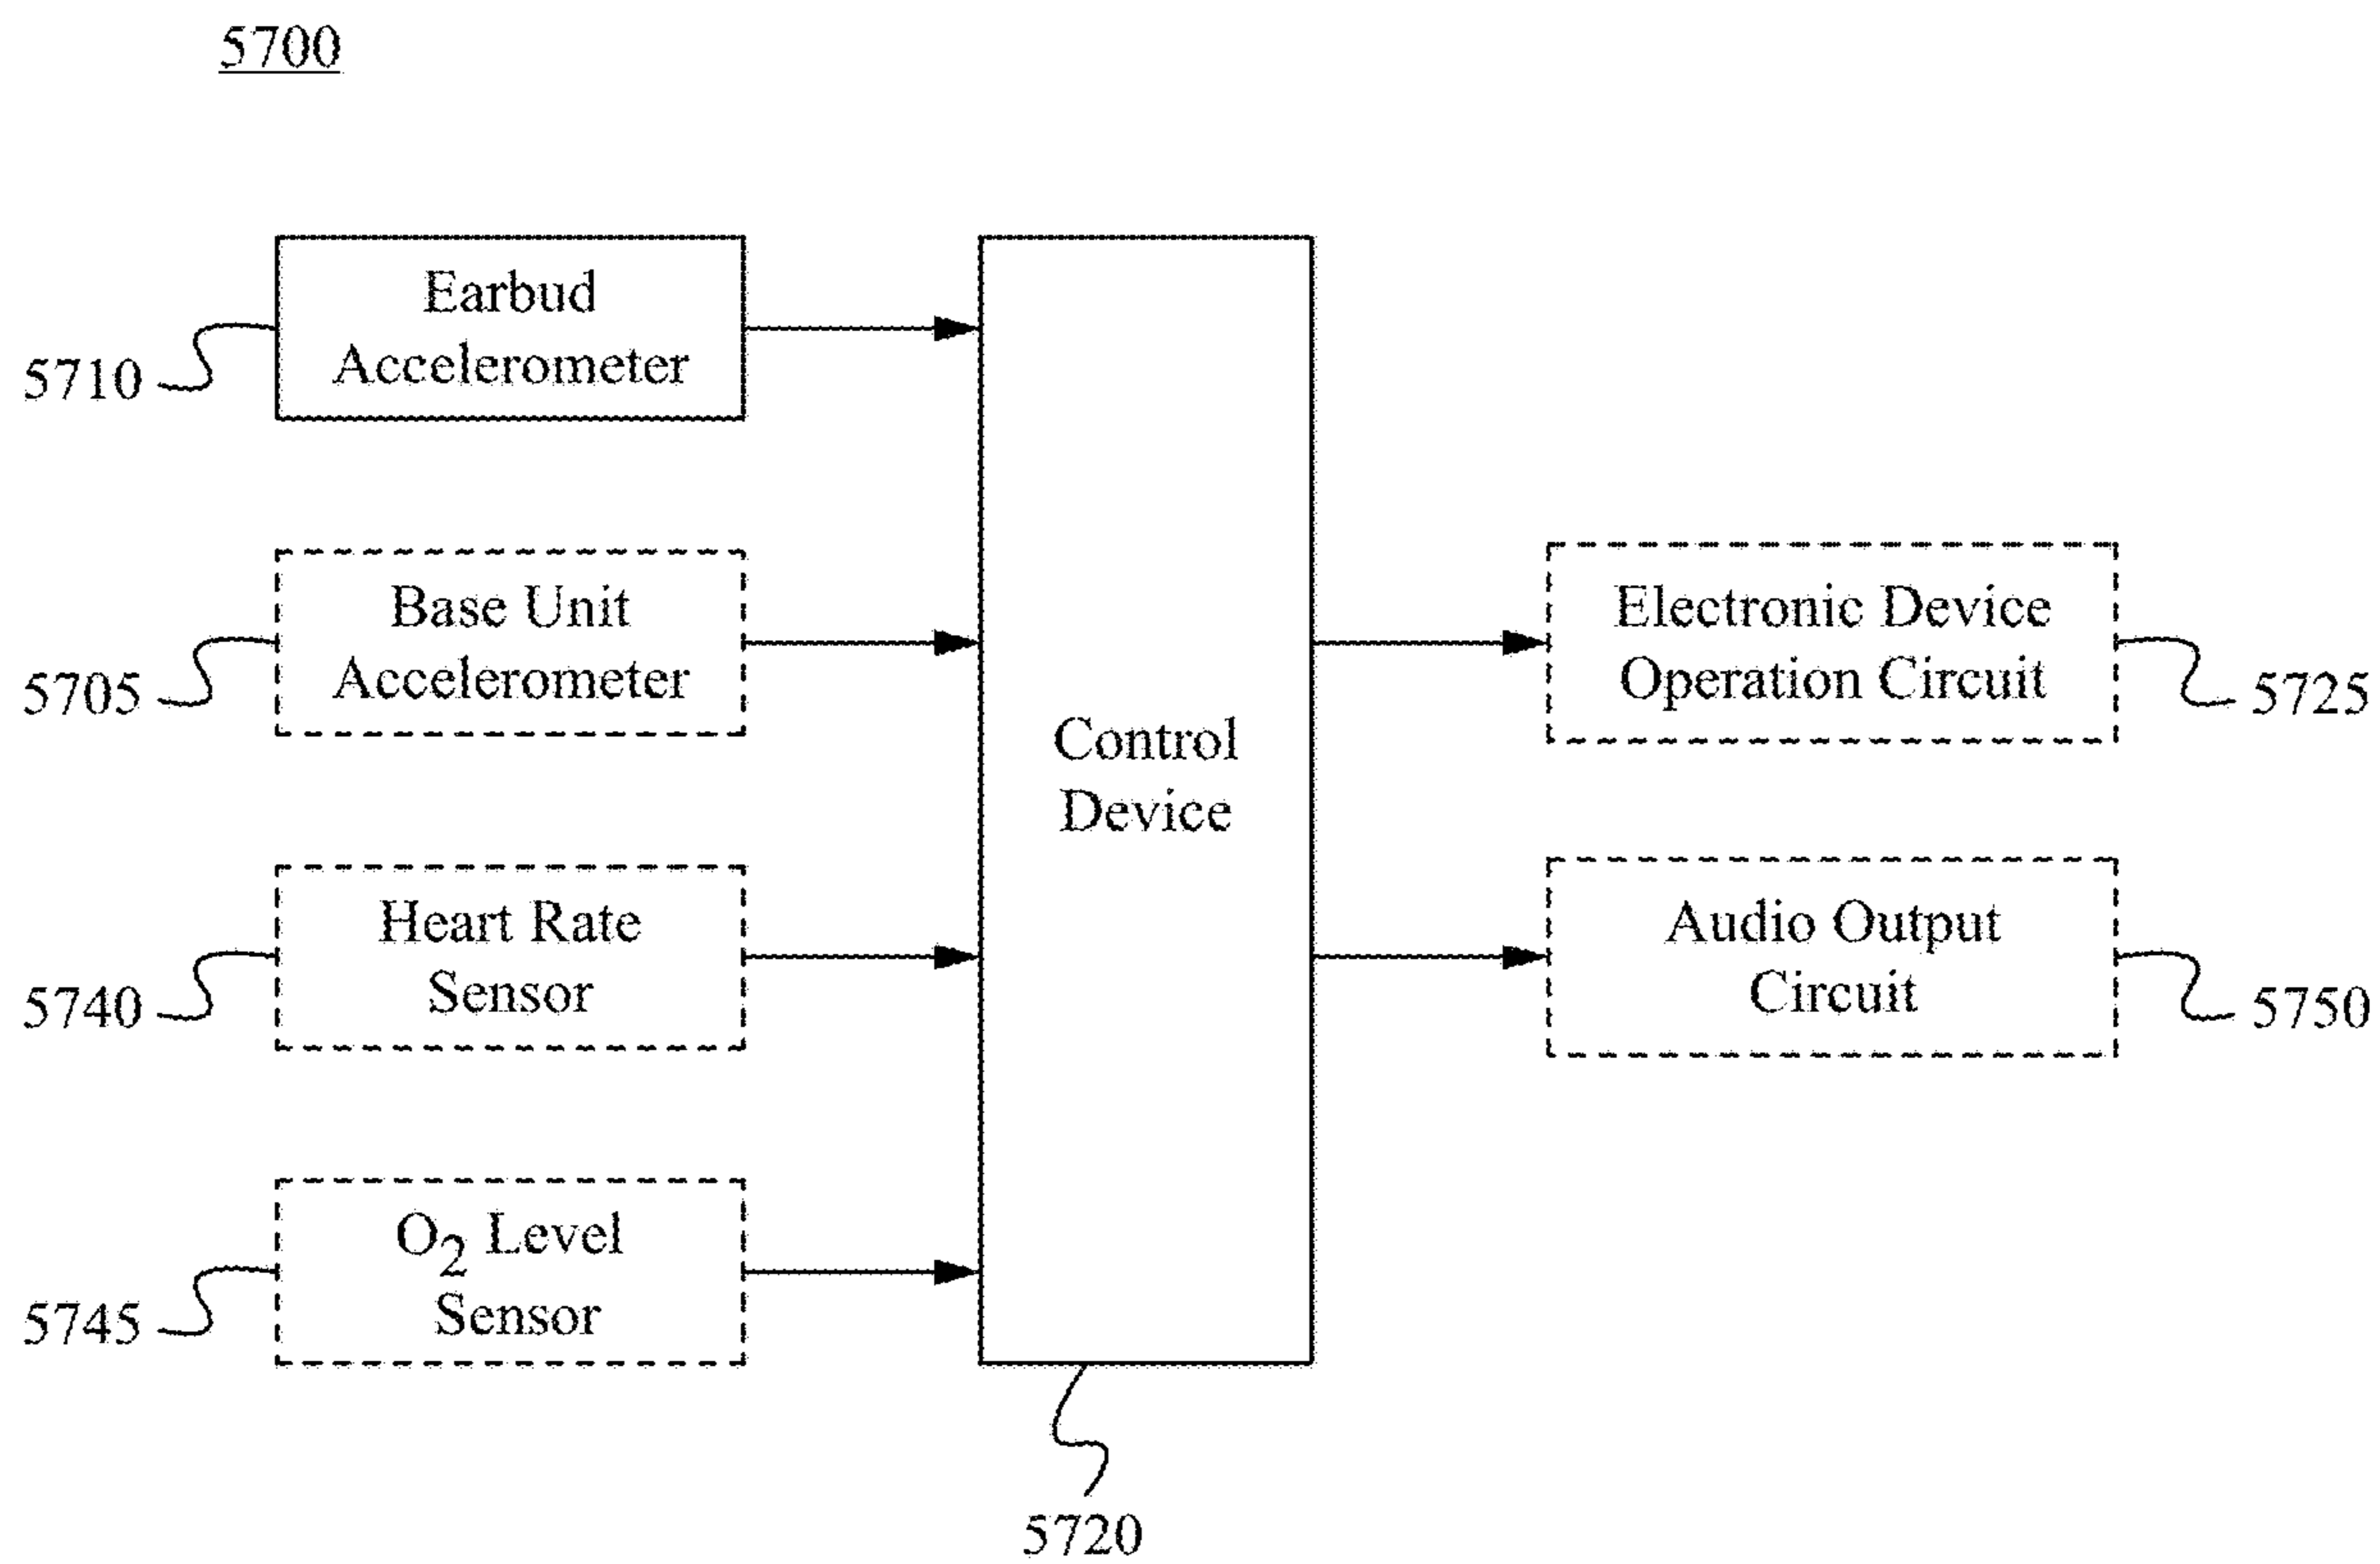 5700
Earbud
Accelerometer
5710
Base Unit
Accelerometer
5705
Heart Rate
Sensor
5740
O₂ Level
Sensor
5745
Control
Device
5720
Electronic Device
Operation Circuit
5725
Audio Output
Circuit
5750